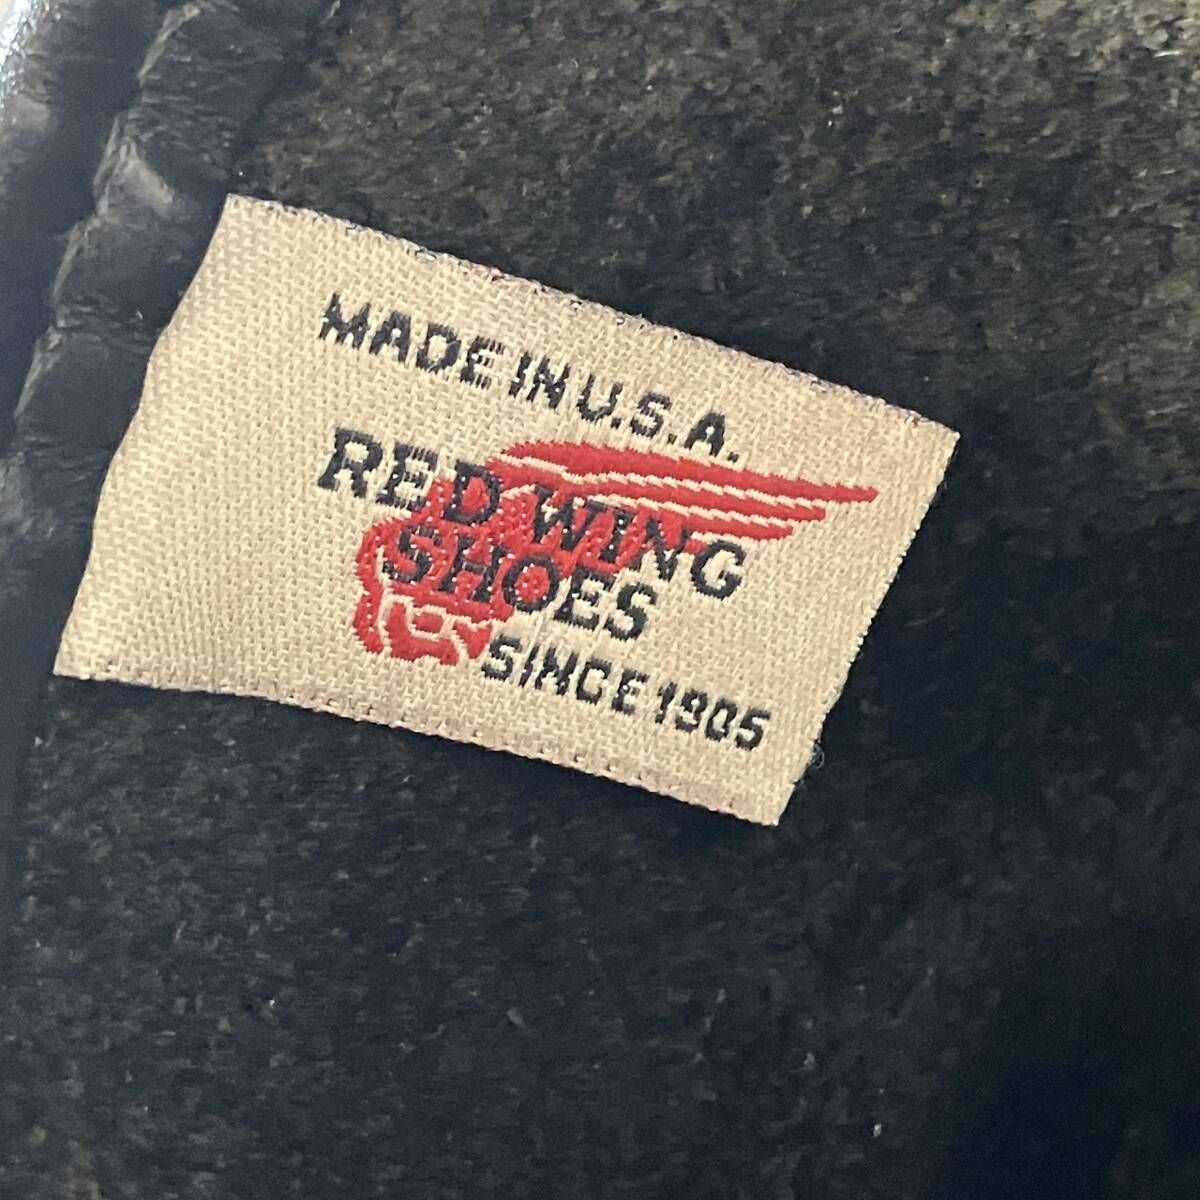 MADE IN U.S.A.
RED WING
SHOES
SINCE 1905